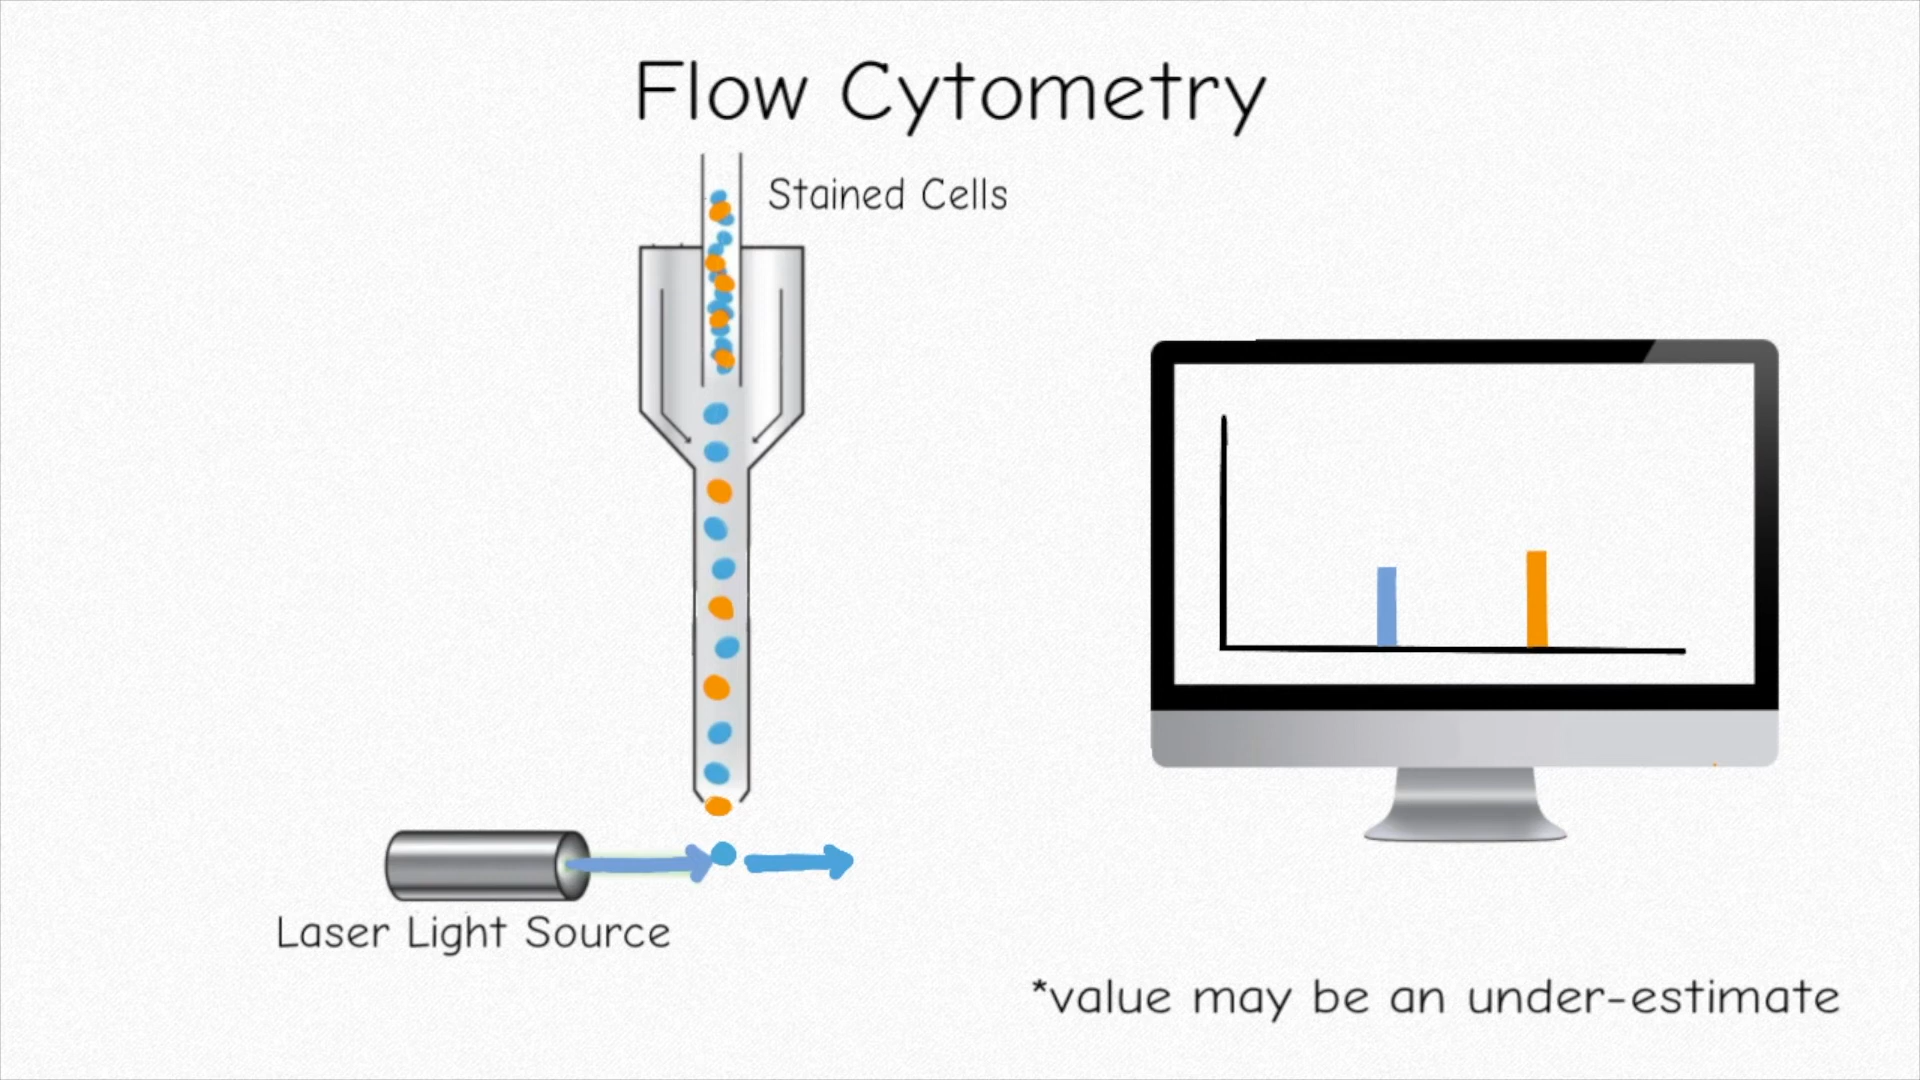 Flow Cytometry
Stained Cells
Laser Light Source
*value may be an under-estimate